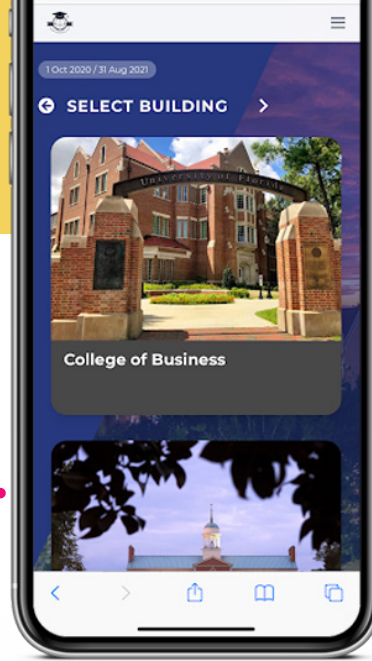 1 Oct 2020 / 31 Aug 2021
SELECT BUILDING
University of Florida
College of Business